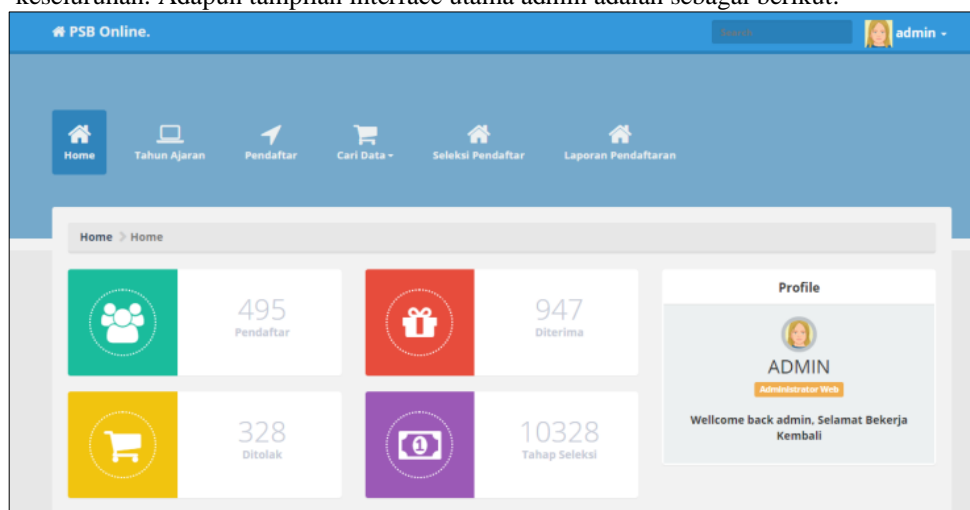 keseluruhan. Adapun tampilan interface utama admin adalah sebagai berikut:
PSB Online.
Search
admin
Home
Tahun Ajaran
Pendaftar
Cari Data
Seleksi Pendaftar
Laporan Pendaftaran
Home > Home
495
Pendaftar
947
Diterima
328
Ditolak
10328
Tahap Seleksi
Profile
ADMIN
Administrator Web
Wellcome back admin, Selamat Bekerja
Kembali